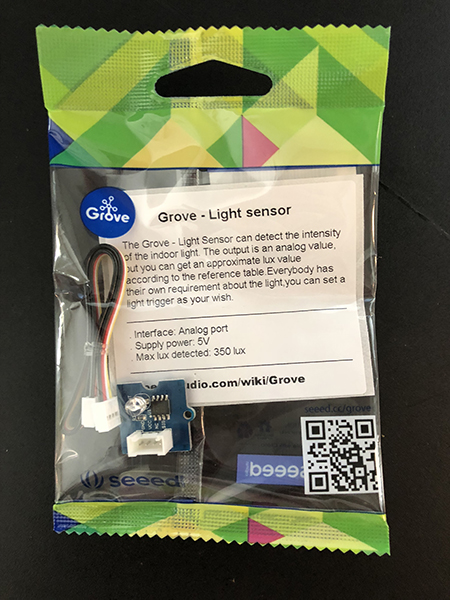 Grove
Grove - Light sensor
The Grove - Light Sensor can detect the intensity
of the indoor light. The output is an analog value,
but you can get an approximate lux value
according to the reference table.Everybody has
their own requirement about the light,you can set a
light trigger as your wish.
. Interface: Analog port
. Supply power: 5V
. Max lux detected: 350 lux
udio.com/wiki/Grove
seeed.cc/grove
seeed
seeed